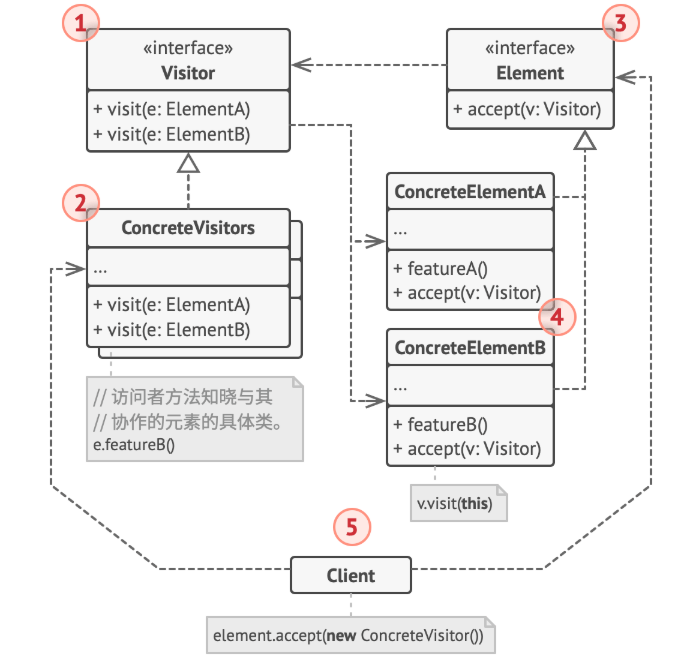 1
«interface»
Visitor
+ visit(e: ElementA)
+ visit(e: ElementB)
3
«interface»
Element
+ accept(v: Visitor)
2
ConcreteVisitors
...
+ visit(e: ElementA)
+ visit(e: ElementB)
// 访问者方法知晓与其
// 协作的元素的具体类。
e.featureB()
ConcreteElementA
...
+ featureA()
+ accept(v: Visitor)
4
ConcreteElementB
...
+ featureB()
+ accept(v: Visitor)
v.visit(this)
5
Client
element.accept(new ConcreteVisitor())